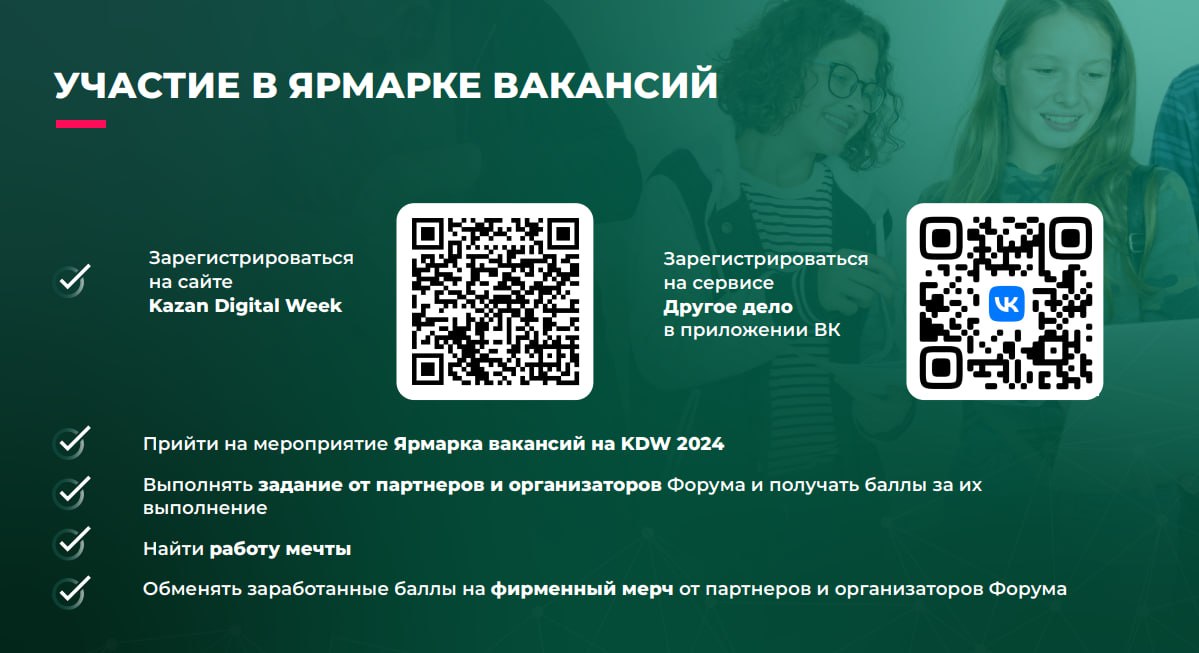 УЧАСТИЕ В ЯРМАРКЕ ВАКАНСИЙ
Зарегистрироваться
на сайте
Kazan Digital Week
Зарегистрироваться
на сервисе
Другое дело
в приложении ВК
Прийти на мероприятие Ярмарка вакансий на KDW 2024
Выполнять задание от партнеров и организаторов Форума и получать баллы за их
выполнение
Найти работу мечты
Обменять заработанные баллы на фирменный мерч от партнеров и организаторов Форума